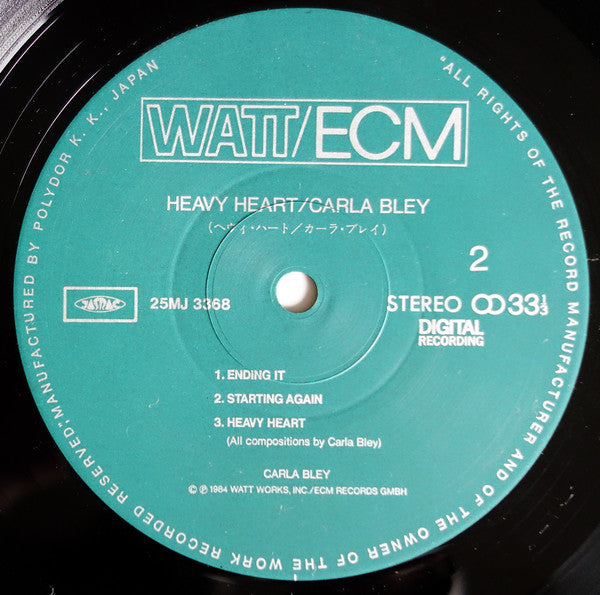 WATT/ECM
HEAVY HEART/CARLA BLEY
(ヘヴィ・ハート/カーラ・ブレイ)
2
JASRAC
25MJ 3368
STEREO 33⅓
DIGITAL
RECORDING
1. ENDING IT
2. STARTING AGAIN
3. HEAVY HEART
(All compositions by Carla Bley)
CARLA BLEY
© ℗ 1984 WATT WORKS, INC./ECM RECORDS GMBH
"ALL RIGHTS OF THE RECORD MANUFACTURER AND OF THE OWNER OF THE WORK RECORDED RESERVED; MANUFACTURED BY POLYDOR K. K., JAPAN